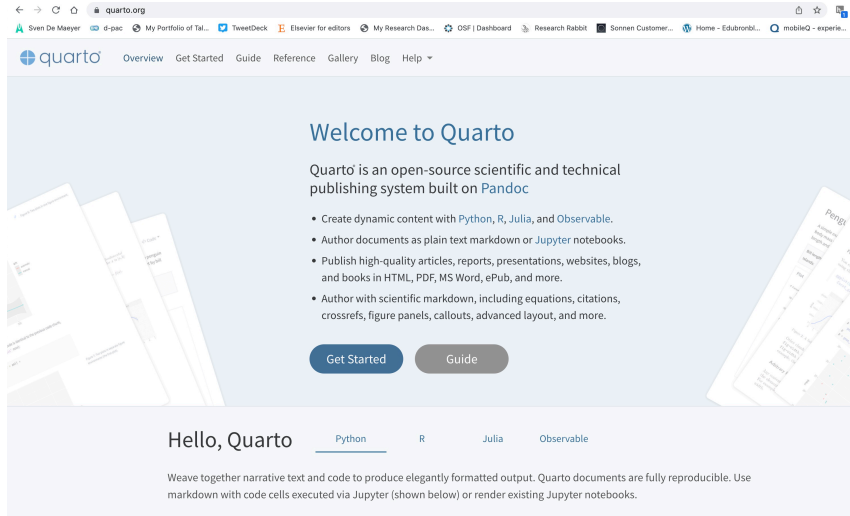 quarto.org
Sven De Maeyer d-pac My Portfolio of Tal... TweetDeck Elsevier for editors My Research Das... OSF | Dashboard Research Rabbit Sonnen Customer... Home - Edubronbl... mobileQ - experie...
quarto Overview Get Started Guide Reference Gallery Blog Help
Welcome to Quarto
Quarto® is an open-source scientific and technical
publishing system built on Pandoc
• Create dynamic content with Python, R, Julia, and Observable.
• Author documents as plain text markdown or Jupyter notebooks.
• Publish high-quality articles, reports, presentations, websites, blogs,
and books in HTML, PDF, MS Word, ePub, and more.
• Author with scientific markdown, including equations, citations,
crossrefs, figure panels, callouts, advanced layout, and more.
Get Started Guide
Hello, Quarto Python R Julia Observable
Weave together narrative text and code to produce elegantly formatted output. Quarto documents are fully reproducible. Use
markdown with code cells executed via Jupyter (shown below) or render existing Jupyter notebooks.